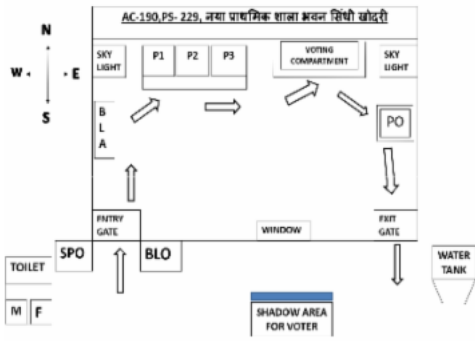 AC-190,PS- 229, नया प्राथमिक शाला भवन सिंधी खोदरी
N
W
E
S
SKY
LIGHT
P1
P2
P3
VOTING
COMPARTMENT
SKY
LIGHT
B
L
A
PO
ENTRY
GATE
WINDOW
EXIT
GATE
SPO
BLO
TOILET
M
F
WATER
TANK
SHADOW AREA
FOR VOTER